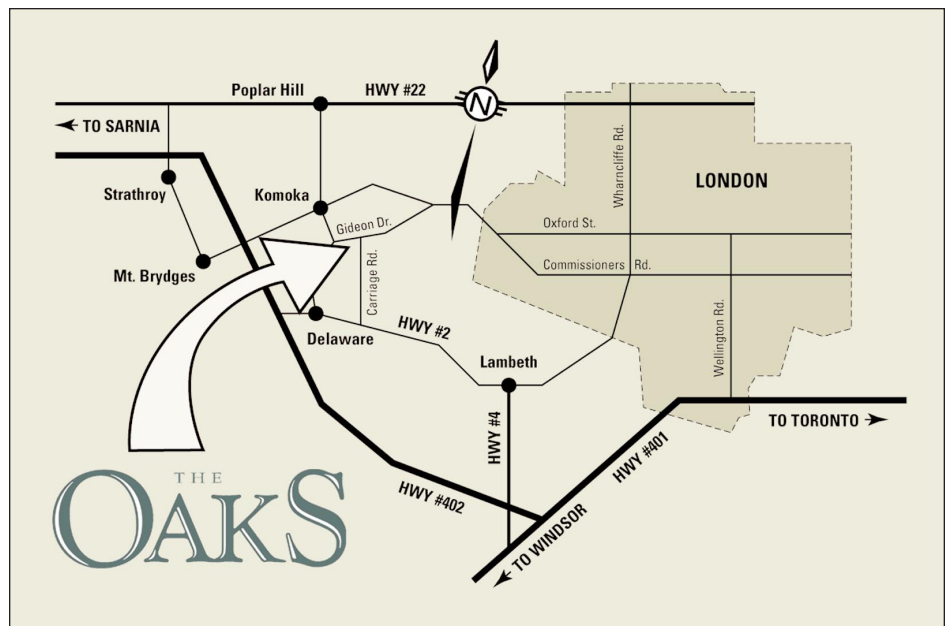 Poplar Hill
HWY #22
N
TO SARNIA
Wharncliffe Rd.
LONDON
Strathroy
Komoka
Gideon Dr.
Oxford St.
Mt. Brydges
Carriage Rd.
Commissioners Rd.
Delaware
HWY #2
Lambeth
Wellington Rd.
HWY #4
HWY #401
TO TORONTO
THE
OAKS
HWY #402
TO WINDSOR